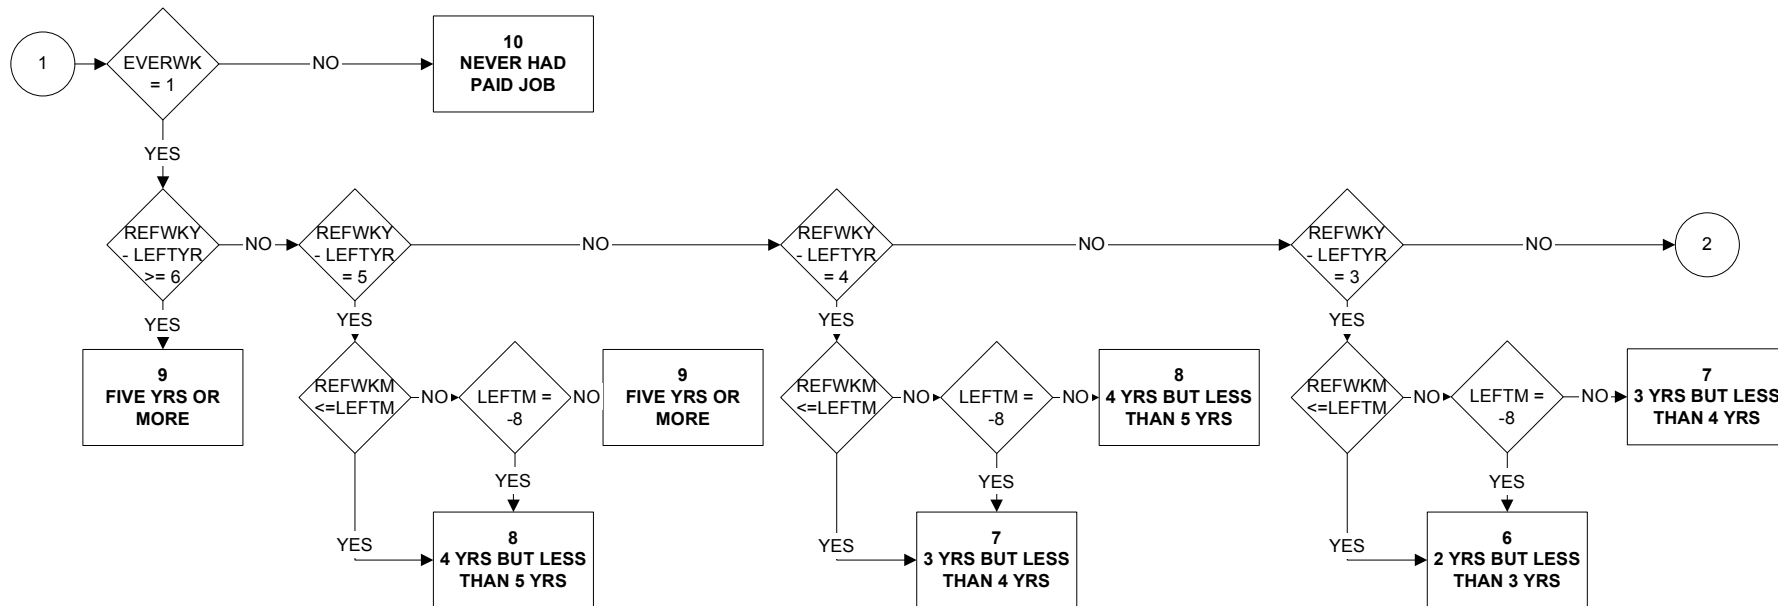 1
EVERWK
= 1
NO
10
NEVER HAD
PAID JOB
YES
REFWKY
- LEFTYR
>= 6
NO
REFWKY
- LEFTYR
= 5
NO
REFWKY
- LEFTYR
= 4
NO
REFWKY
- LEFTYR
= 3
NO
2
YES
YES
YES
YES
9
FIVE YRS OR
MORE
REFWKM
<=LEFTM
NO
LEFTM =
-8
NO
9
FIVE YRS OR
MORE
REFWKM
<=LEFTM
NO
LEFTM =
-8
NO
8
4 YRS BUT LESS
THAN 5 YRS
REFWKM
<=LEFTM
NO
LEFTM =
-8
NO
7
3 YRS BUT LESS
THAN 4 YRS
YES
YES
YES
YES
8
4 YRS BUT LESS
THAN 5 YRS
YES
7
3 YRS BUT LESS
THAN 4 YRS
YES
6
2 YRS BUT LESS
THAN 3 YRS